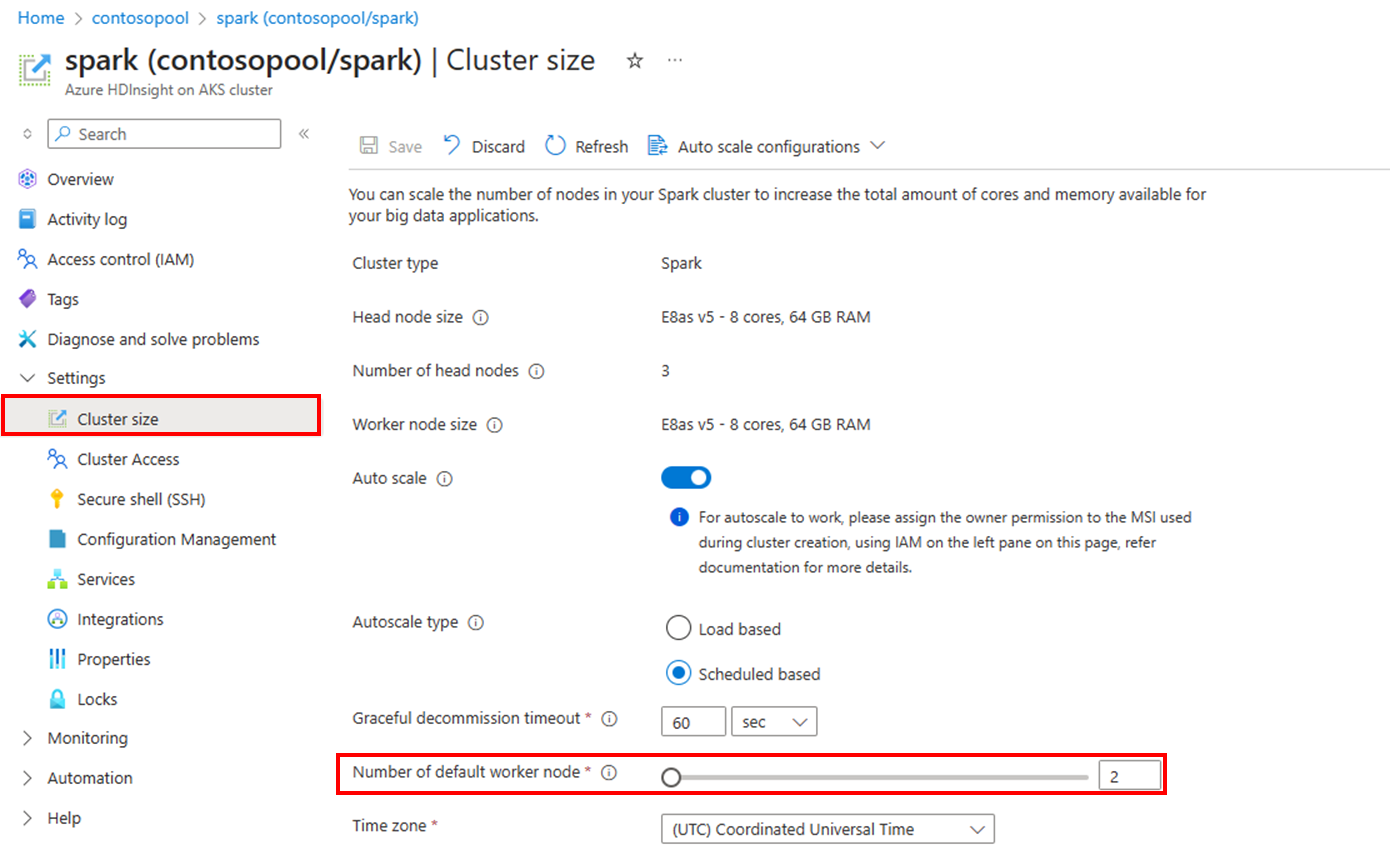 Home > contosopool > spark (contosopool/spark)
spark (contosopool/spark) | Cluster size
Azure HDInsight on AKS cluster
Search
Save Discard Refresh Auto scale configurations
Overview
Activity log
Access control (IAM)
Tags
Diagnose and solve problems
Settings
Cluster size
Cluster Access
Secure shell (SSH)
Configuration Management
Services
Integrations
Properties
Locks
Monitoring
Automation
Help
You can scale the number of nodes in your Spark cluster to increase the total amount of cores and memory available for
your big data applications.
Cluster type Spark
Head node size E8as v5 - 8 cores, 64 GB RAM
Number of head nodes 3
Worker node size E8as v5 - 8 cores, 64 GB RAM
Auto scale
For autoscale to work, please assign the owner permission to the MSI used
during cluster creation, using IAM on the left pane on this page, refer
documentation for more details.
Autoscale type Load based
Scheduled based
Graceful decommission timeout * 60 sec
Number of default worker node * 2
Time zone * (UTC) Coordinated Universal Time